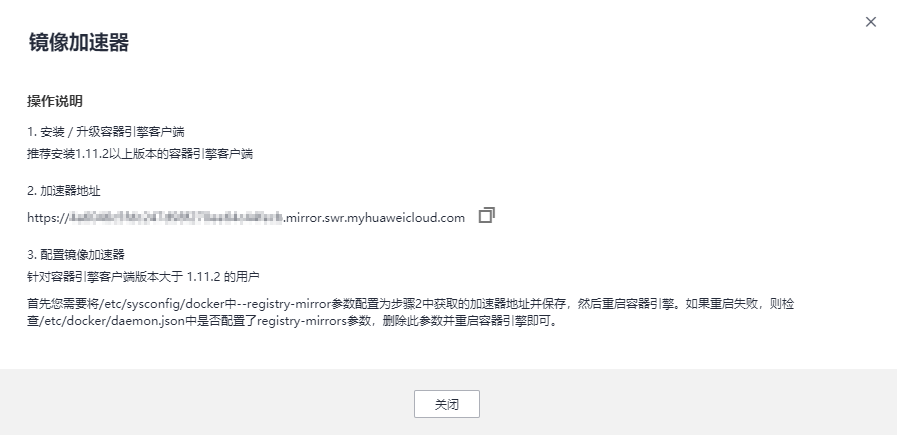 镜像加速器
操作说明
1. 安装 / 升级容器引擎客户端
推荐安装1.11.2以上版本的容器引擎客户端
2. 加速器地址
https://.mirror.swr.myhuaweicloud.com
3. 配置镜像加速器
针对容器引擎客户端版本大于 1.11.2 的用户
首先您需要将/etc/sysconfig/docker中--registry-mirror参数配置为步骤2中获取的加速器地址并保存，然后重启容器引擎。如果重启失败，则检
查/etc/docker/daemon.json中是否配置了registry-mirrors参数，删除此参数并重启容器引擎即可。
关闭